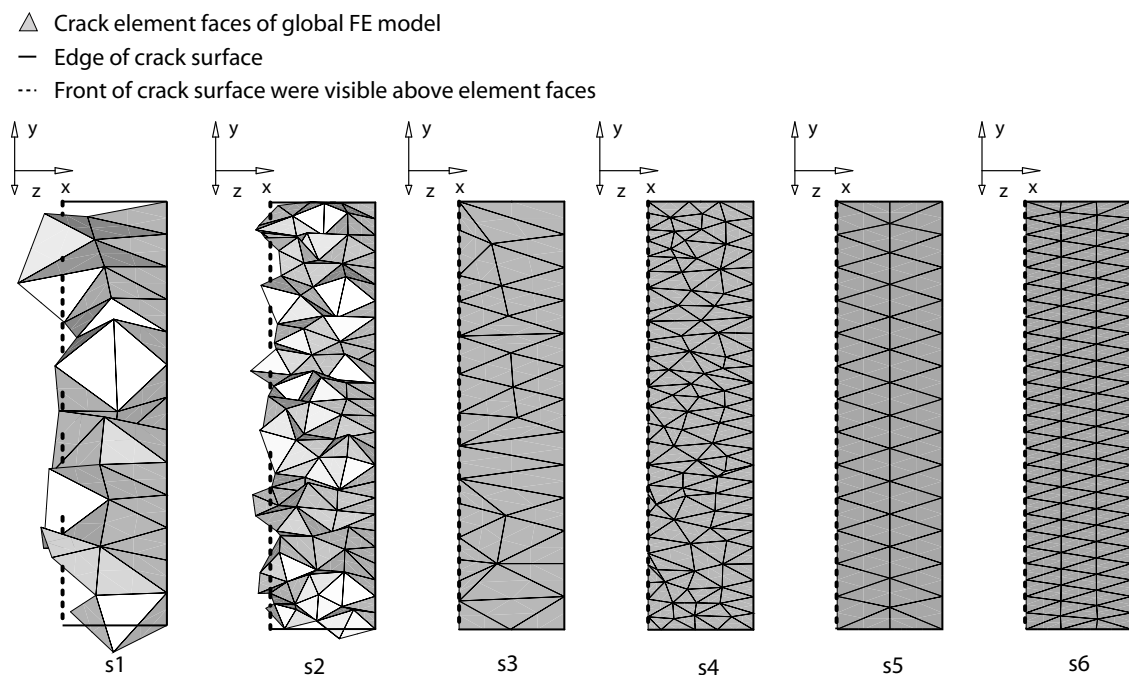 Crack element faces of global FE model
Edge of crack surface
Front of crack surface were visible above element faces
y y y y y y
z x z x z x z x z x z x
s1 s2 s3 s4 s5 s6